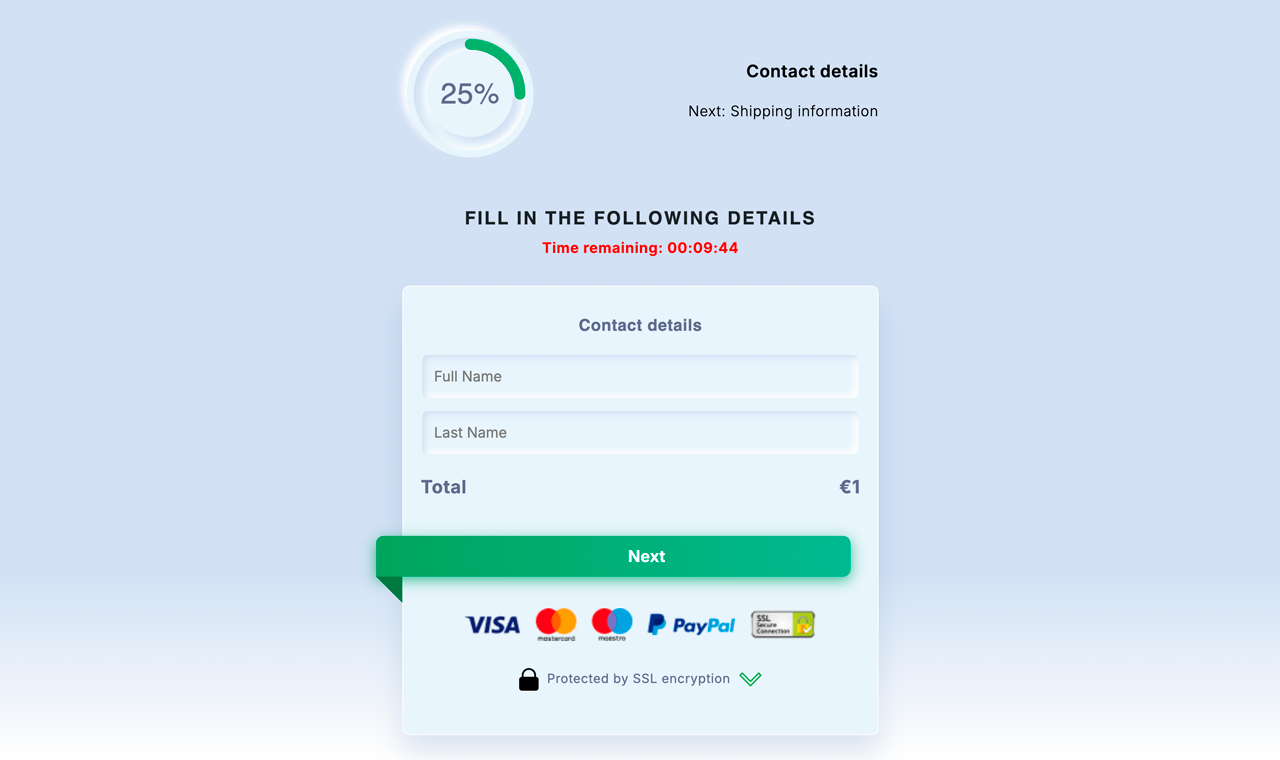 25%
Contact details
Next: Shipping information
FILL IN THE FOLLOWING DETAILS
Time remaining: 00:09:44
Contact details
Full Name
Last Name
Total €1
Next
VISA mastercard. maestro PayPal SSL Secure Connection
Protected by SSL encryption